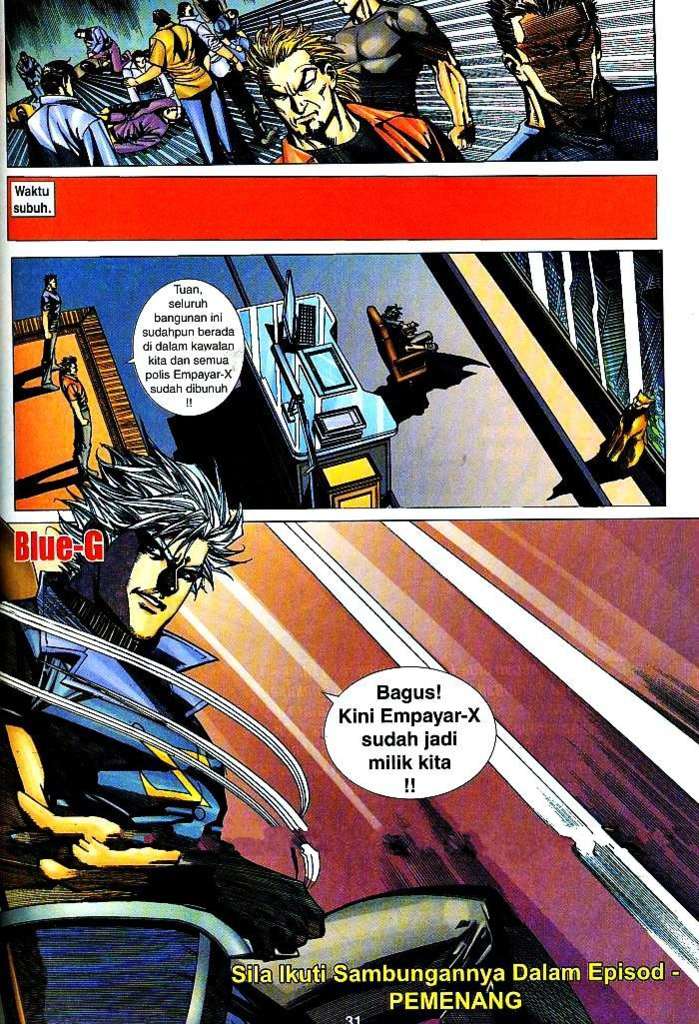 Waktu
subuh.
Tuan,
seluruh
bangunan ini
sudahpun berada
di dalam kawalan
kita dan semua
polis Empayar-X
sudah dibunuh
!!
Blue-G
Bagus!
Kini Empayar-X
sudah jadi
milik kita
!!
Sila Ikuti Sambungannya Dalam Episod -
PEMENANG
31